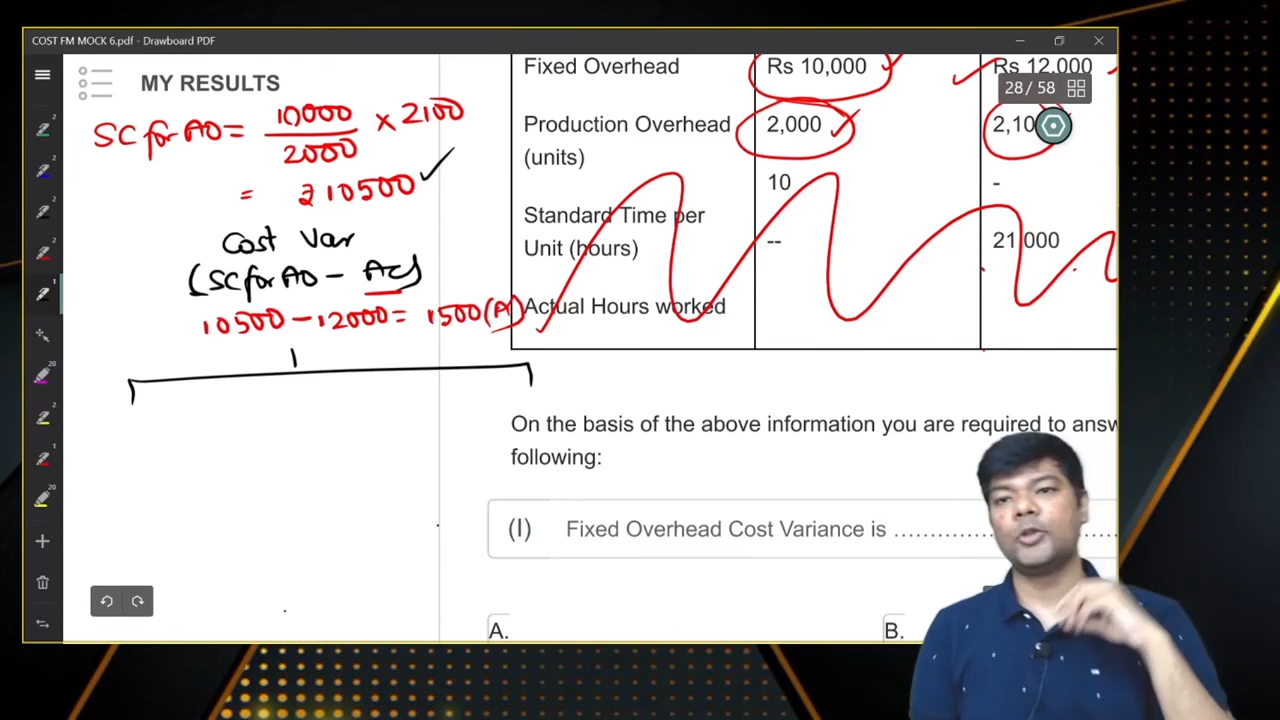 COST FM MOCK 6.pdf - Drawboard PDF
MY RESULTS
SC for AO = 10000 / 2000 × 2100
= ₹ 10500
Cost Var
(SC for AO - AC)
10500 - 12000 = 1500 (A)
Fixed Overhead Rs 10,000 Rs 12,000
28 / 58
Production Overhead 2,000 2,10
(units)
10 -
Standard Time per
Unit (hours) -- 21,000
Actual Hours worked
On the basis of the above information you are required to answ
following:
(I) Fixed Overhead Cost Variance is ....................
A. B.